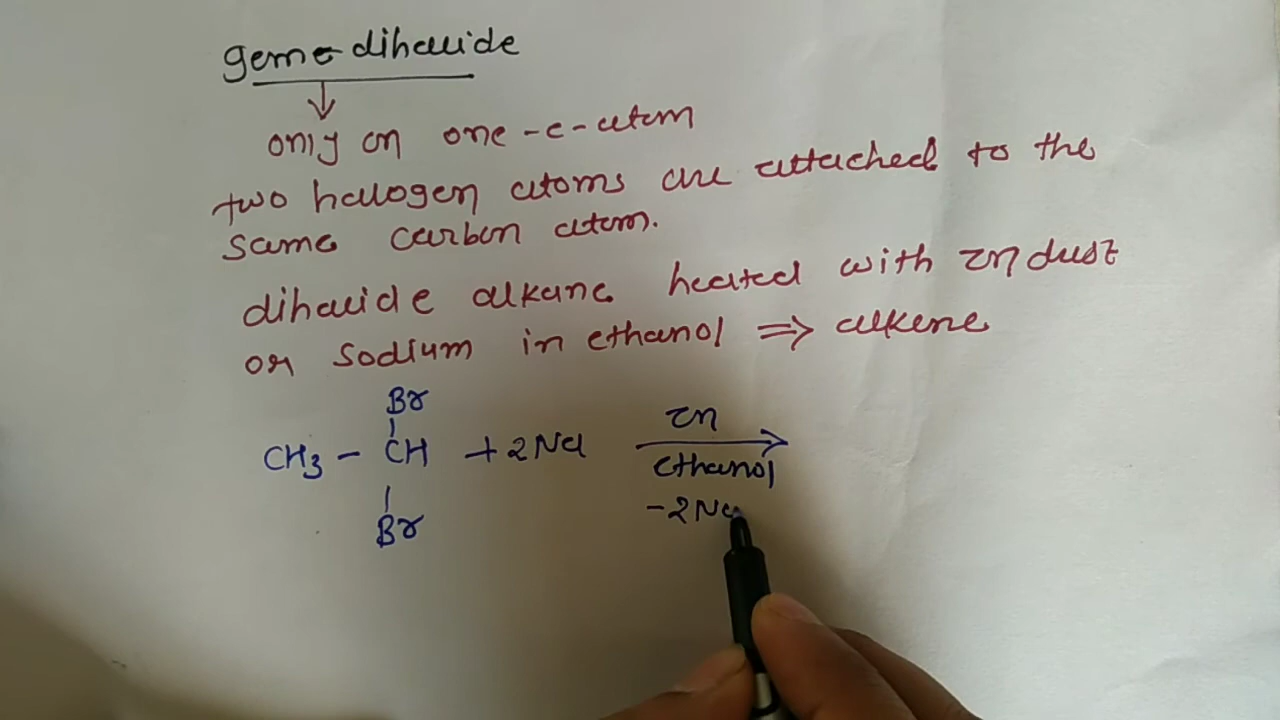 geme dihalide
only on one-c-atom
two halogen atoms are attached to the
same carbon atom.
dihalide alkane heated with zn dust
or sodium in ethanol ⇒ alkene
Br
CH3 - CH + 2Na
Br
zn
ethanol
-2Na